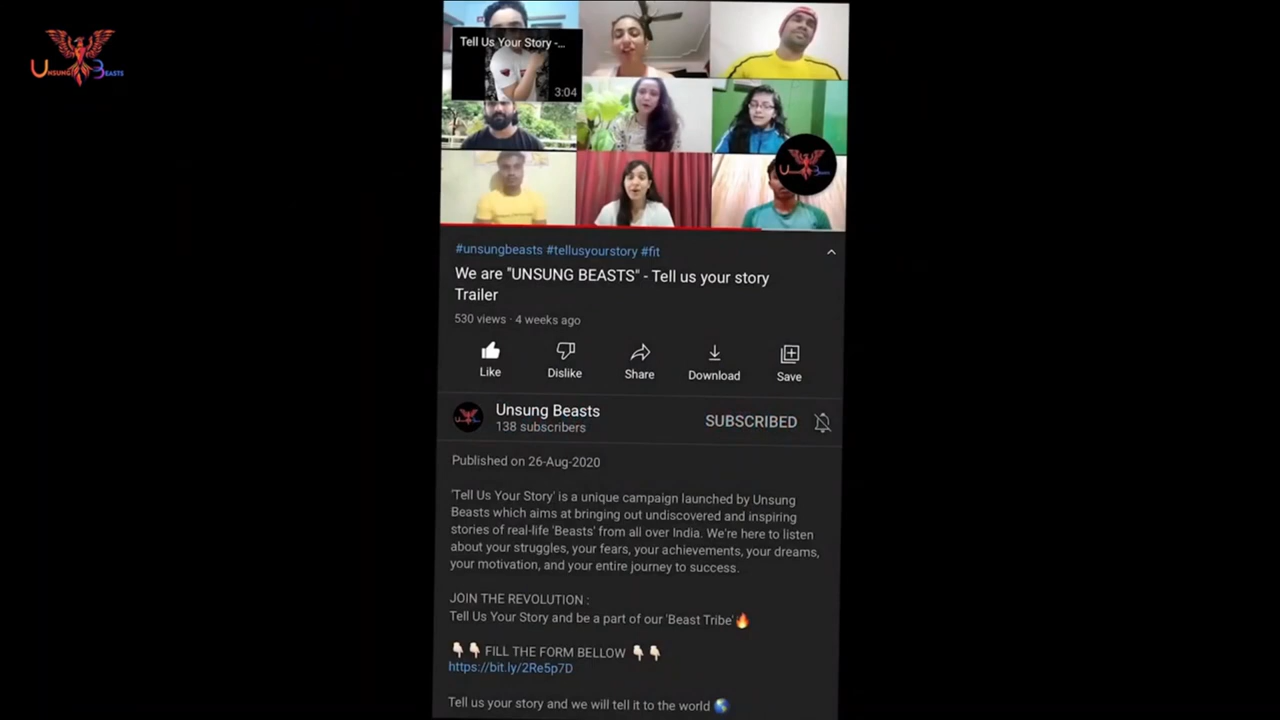 UNSUNG BEASTS
Tell Us Your Story -...
3:04
#unsungbeasts #tellusyourstory #fit
We are "UNSUNG BEASTS" - Tell us your story
Trailer
530 views · 4 weeks ago
Like
Dislike
Share
Download
Save
Unsung Beasts
138 subscribers
SUBSCRIBED
Published on 26-Aug-2020
'Tell Us Your Story' is a unique campaign launched by Unsung
Beasts which aims at bringing out undiscovered and inspiring
stories of real-life 'Beasts' from all over India. We're here to listen
about your struggles, your fears, your achievements, your dreams,
your motivation, and your entire journey to success.
JOIN THE REVOLUTION :
Tell Us Your Story and be a part of our 'Beast Tribe'🔥
👇🏻👇🏻 FILL THE FORM BELLOW 👇🏻👇🏻
https://bit.ly/2Re5p7D
Tell us your story and we will tell it to the world 🌎